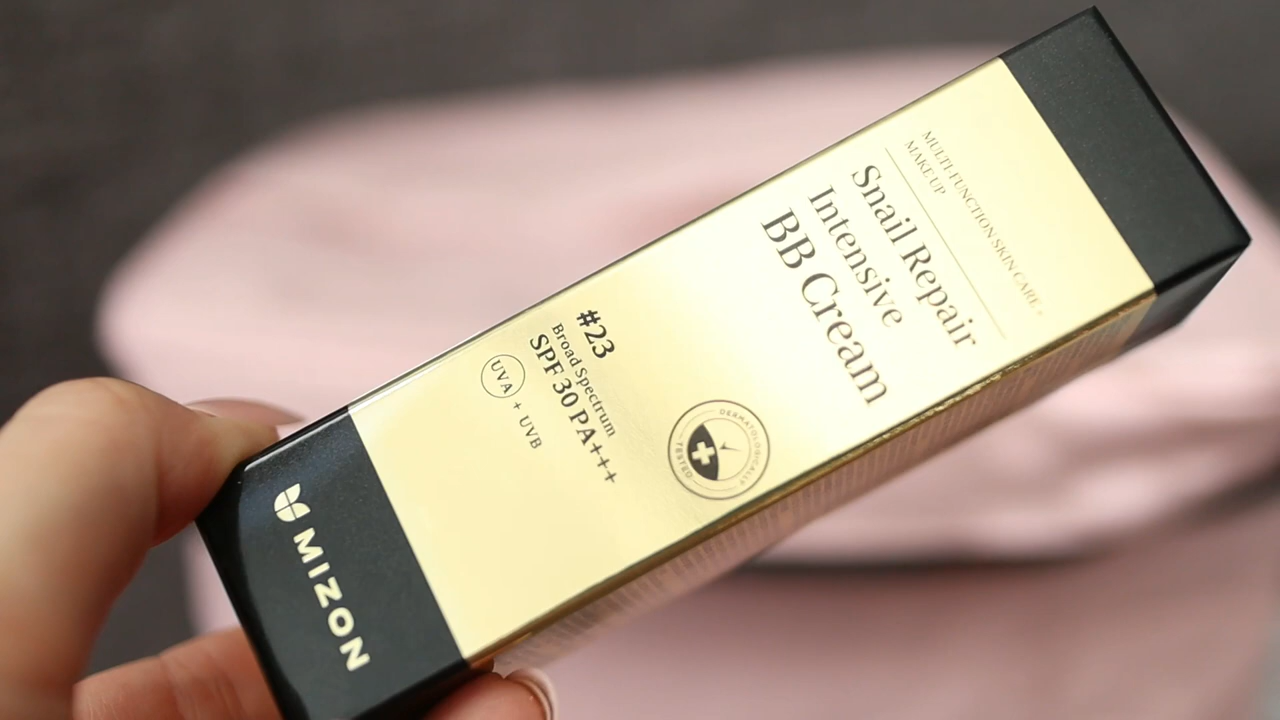 MULTI-FUNCTION SKIN CARE +
MAKE UP
Snail Repair
Intensive
BB Cream
DERMATOLOGICALLY
TESTED
#23
Broad Spectrum
SPF 30 PA+++
UVA + UVB
MIZON